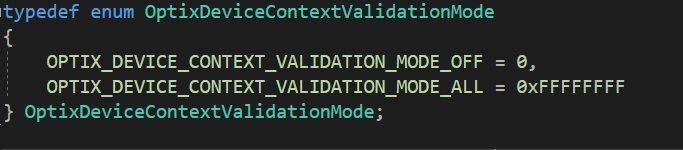 typedef enum OptixDeviceContextValidationMode
{
OPTIX_DEVICE_CONTEXT_VALIDATION_MODE_OFF = 0,
OPTIX_DEVICE_CONTEXT_VALIDATION_MODE_ALL = 0xFFFFFFFF
} OptixDeviceContextValidationMode;